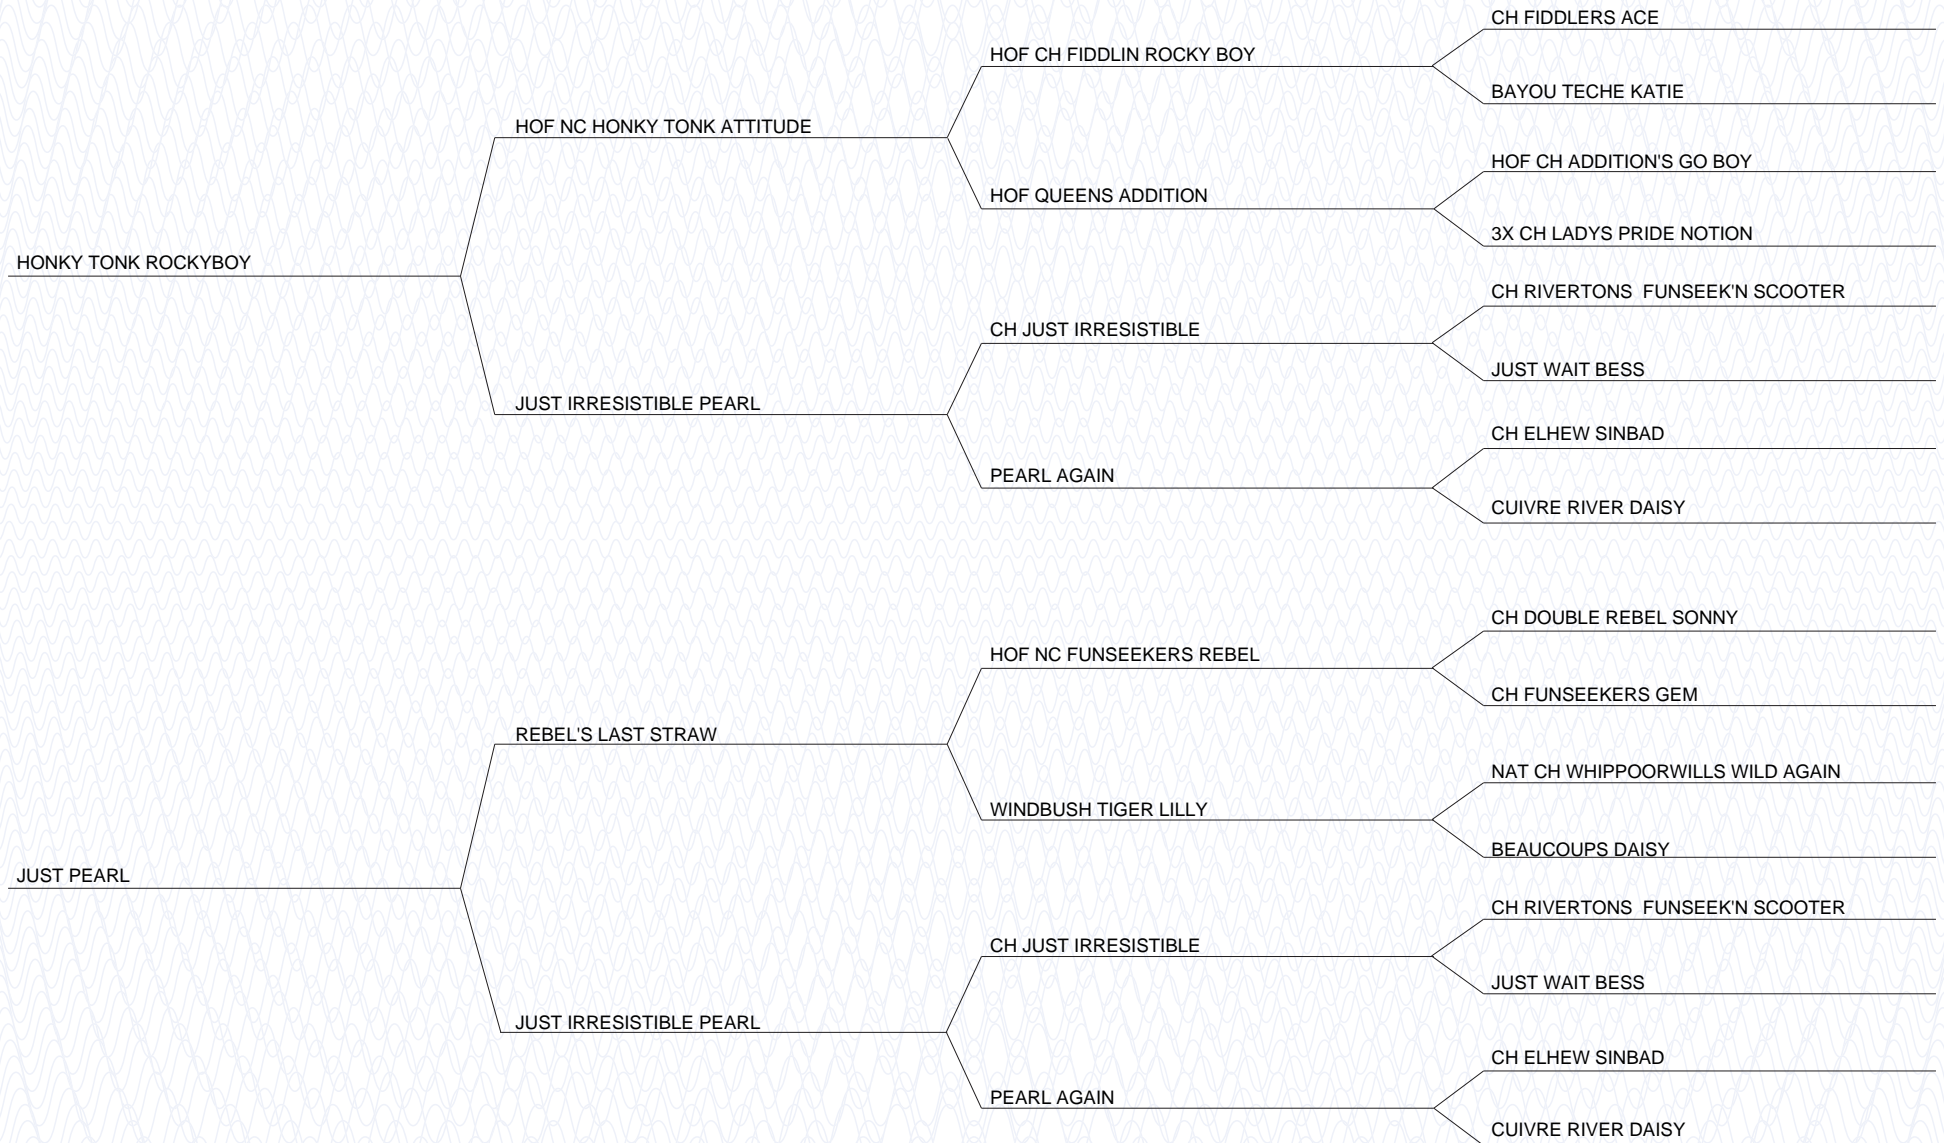 CH FIDDLERS ACE
HOF CH FIDDLIN ROCKY BOY
BAYOU TECHE KATIE
HOF NC HONKY TONK ATTITUDE
HOF CH ADDITION'S GO BOY
HOF QUEENS ADDITION
3X CH LADYS PRIDE NOTION
HONKY TONK ROCKYBOY
CH RIVERTONS  FUNSEEK'N SCOOTER
CH JUST IRRESISTIBLE
JUST WAIT BESS
JUST IRRESISTIBLE PEARL
CH ELHEW SINBAD
PEARL AGAIN
CUIVRE RIVER DAISY
CH DOUBLE REBEL SONNY
HOF NC FUNSEEKERS REBEL
CH FUNSEEKERS GEM
REBEL'S LAST STRAW
NAT CH WHIPPOORWILLS WILD AGAIN
WINDBUSH TIGER LILLY
BEAUCOUPS DAISY
JUST PEARL
CH RIVERTONS  FUNSEEK'N SCOOTER
CH JUST IRRESISTIBLE
JUST WAIT BESS
JUST IRRESISTIBLE PEARL
CH ELHEW SINBAD
PEARL AGAIN
CUIVRE RIVER DAISY